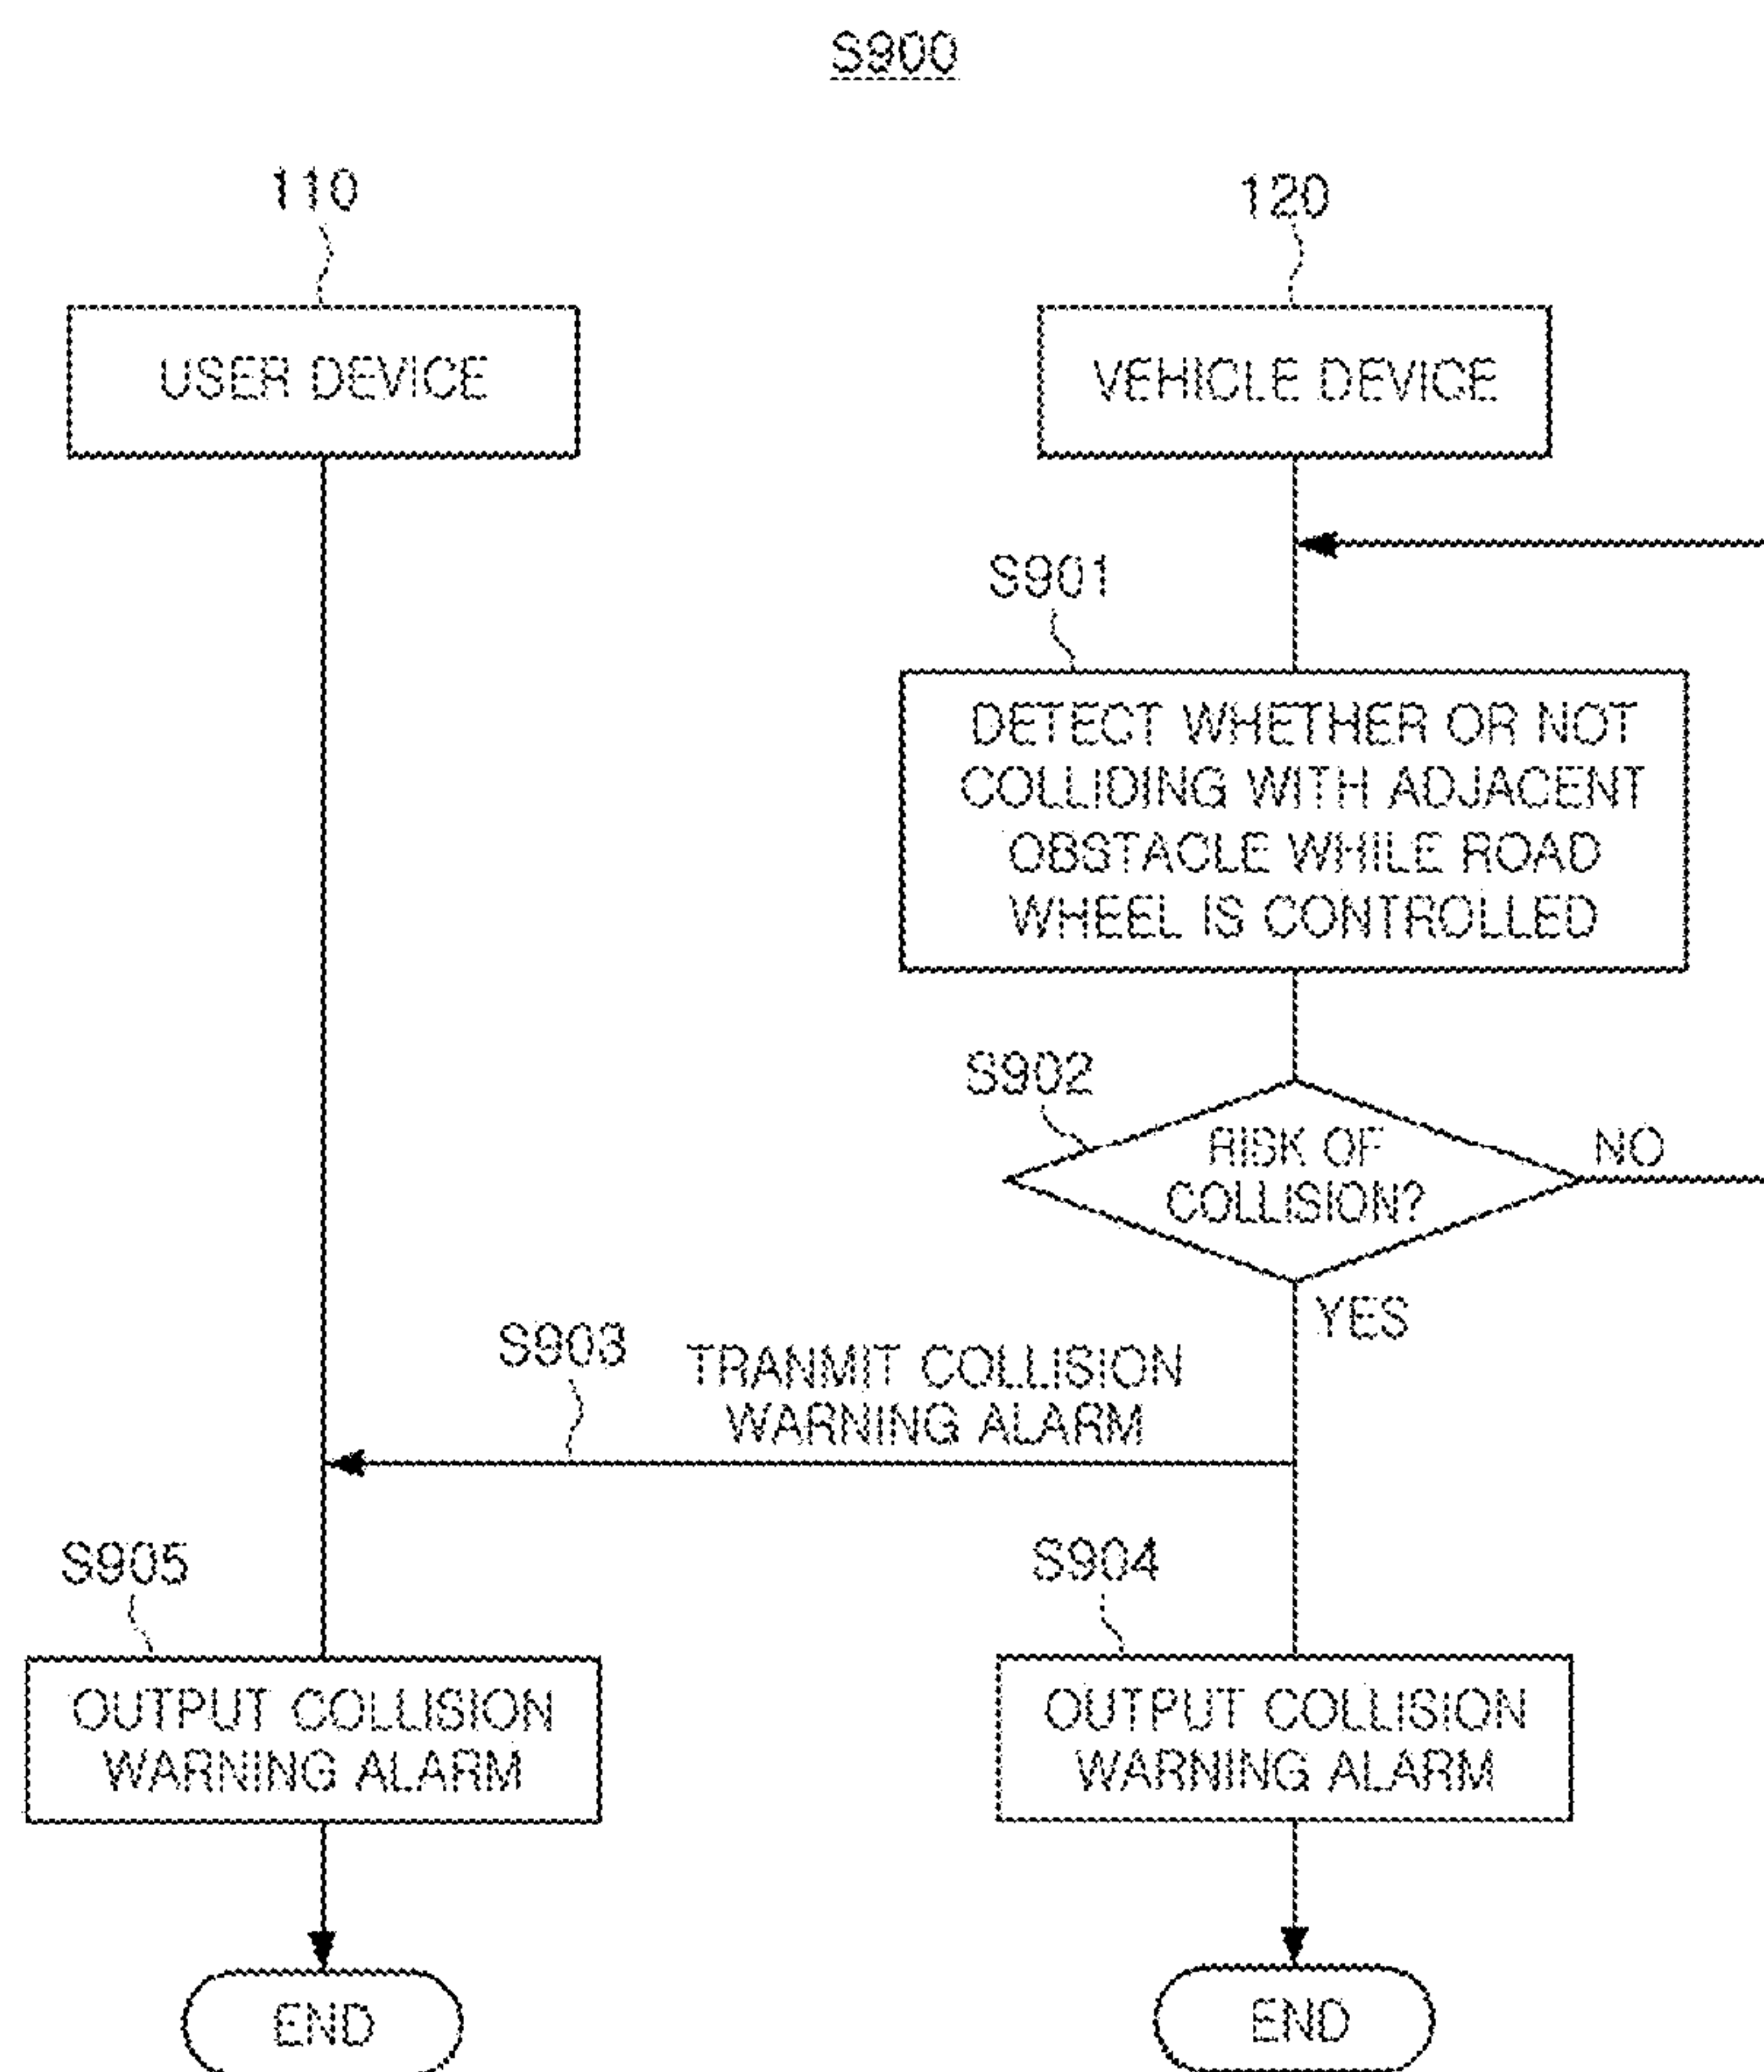 S900
110
120
USER DEVICE
VEHICLE DEVICE
S901
DETECT WHETHER OR NOT
COLLIDING WITH ADJACENT
OBSTACLE WHILE ROAD
WHEEL IS CONTROLLED
S902
RISK OF
COLLISION?
NO
YES
S903
TRANMIT COLLISION
WARNING ALARM
S905
S904
OUTPUT COLLISION
WARNING ALARM
OUTPUT COLLISION
WARNING ALARM
END
END